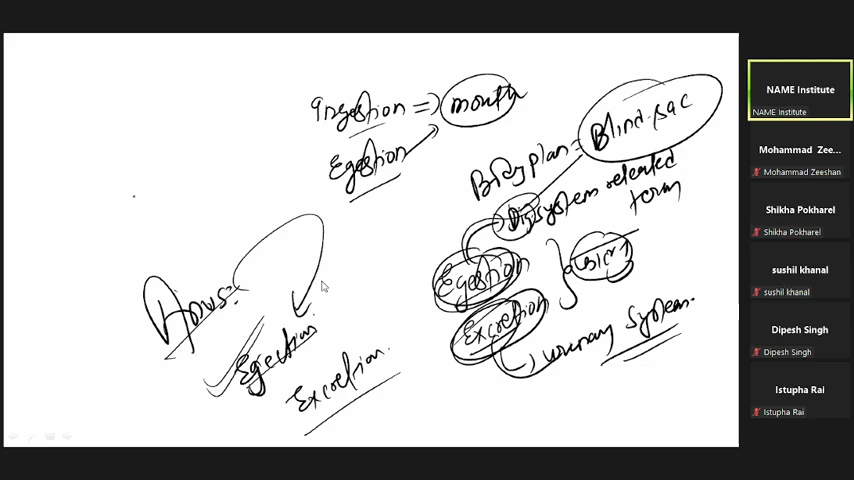 Ingestion => mouth
Egestion
Body plan = Blind-sac
Dig. system releated
term
Egestion
Excretion
urinary system.
Anus:
Egestion.
Excretion.
NAME Institute
NAME Institute
Mohammad Zee...
Mohammad Zeeshan
Shikha Pokharel
Shikha Pokharel
sushil khanal
sushil khanal
Dipesh Singh
Dipesh Singh
Istupha Rai
Istupha Rai